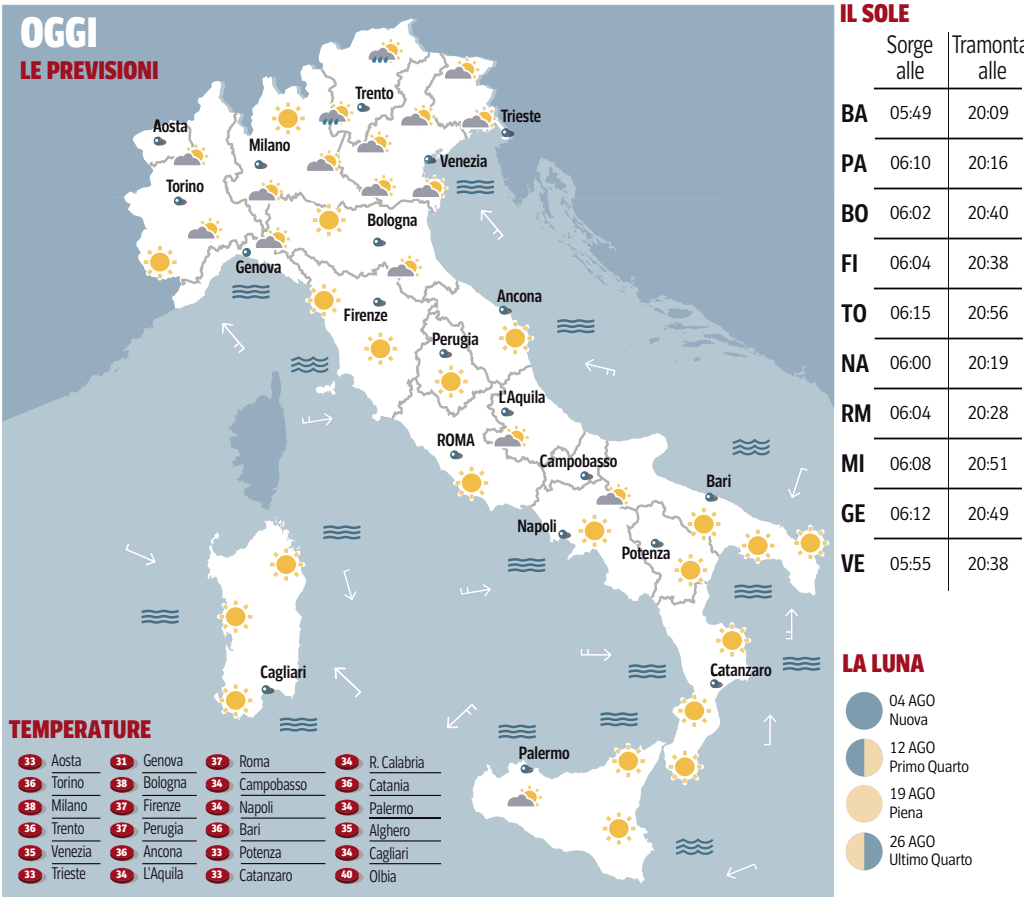 OGGI
LE PREVISIONI
Trento
Trieste
Aosta
Milano
Venezia
Torino
Bologna
Genova
Ancona
Firenze
Perugia
L'Aquila
ROMA
Campobasso
Bari
Napoli
Potenza
Cagliari
Catanzaro
Palermo
TEMPERATURE
33 Aosta
36 Torino
38 Milano
36 Trento
35 Venezia
33 Trieste
31 Genova
38 Bologna
37 Firenze
37 Perugia
36 Ancona
34 L'Aquila
37 Roma
34 Campobasso
34 Napoli
36 Bari
33 Potenza
33 Catanzaro
34 R. Calabria
36 Catania
34 Palermo
35 Alghero
34 Cagliari
40 Olbia
IL SOLE
Sorge alle
Tramonta alle
BA 05:49 20:09
PA 06:10 20:16
BO 06:02 20:40
FI 06:04 20:38
TO 06:15 20:56
NA 06:00 20:19
RM 06:04 20:28
MI 06:08 20:51
GE 06:12 20:49
VE 05:55 20:38
LA LUNA
04 AGO
Nuova
12 AGO
Primo Quarto
19 AGO
Piena
26 AGO
Ultimo Quarto